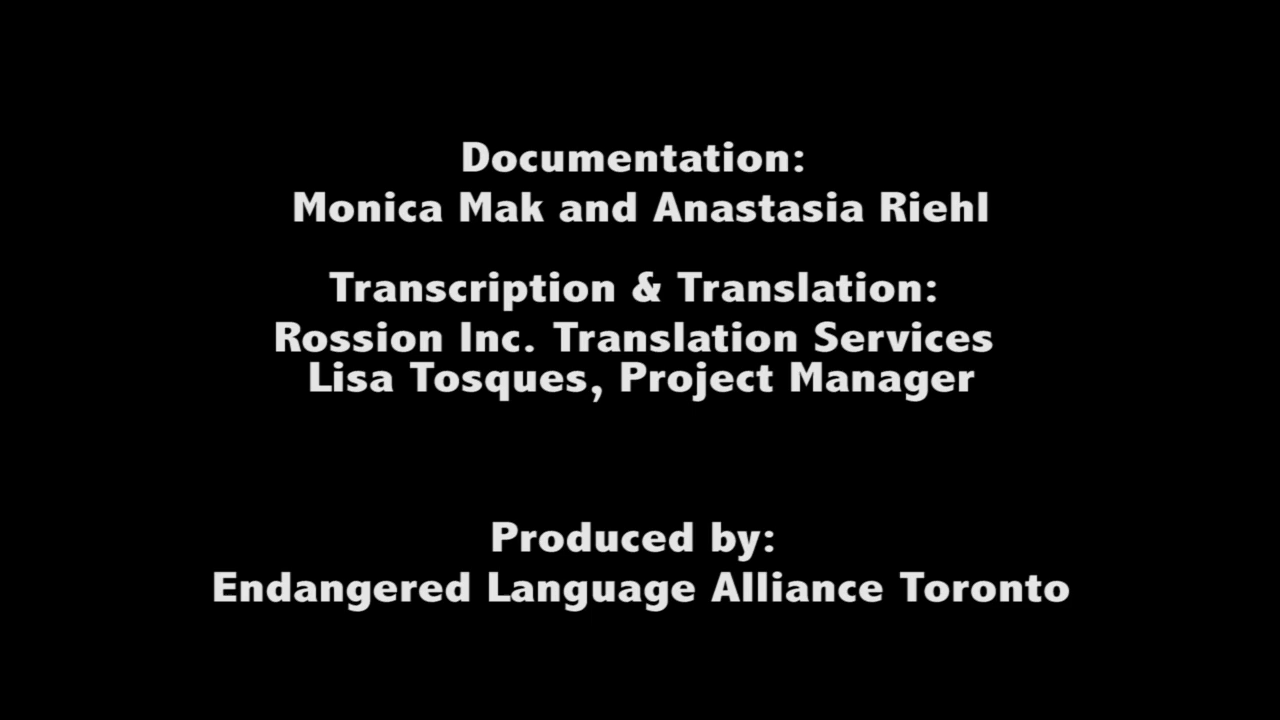 Documentation:
Monica Mak and Anastasia Riehl
Transcription & Translation:
Rossion Inc. Translation Services
Lisa Tosques, Project Manager
Produced by:
Endangered Language Alliance Toronto